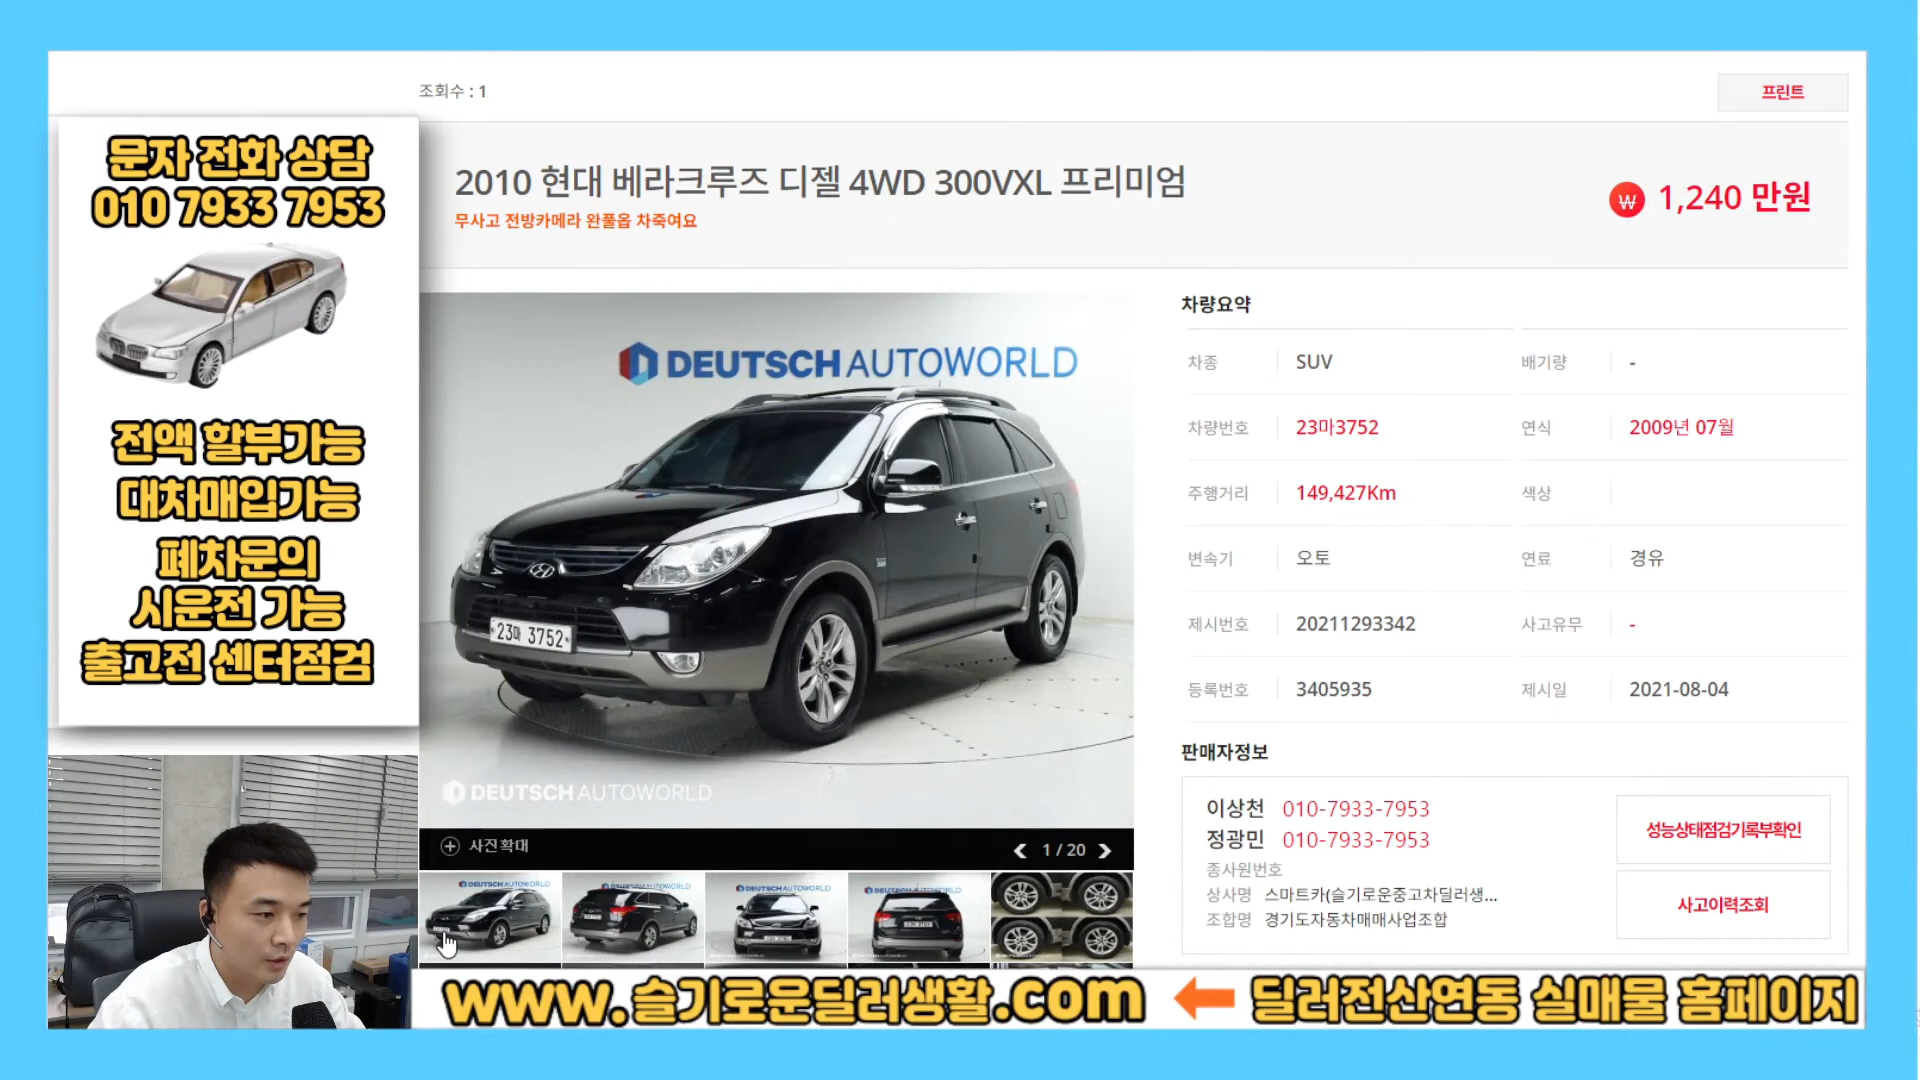 조회수 : 1
프린트
문자 전화 상담
010 7933 7953
전액 할부가능
대차매입가능
폐차문의
시운전 가능
출고전 센터점검
2010 현대 베라크루즈 디젤 4WD 300VXL 프리미엄
무사고 전방카메라 완풀옵 차죽여요
₩ 1,240 만원
DEUTSCH AUTOWORLD
23마 3752
DEUTSCH AUTOWORLD
사진확대
1 / 20
DEUTSCH AUTOWORLD
DEUTSCH AUTOWORLD
DEUTSCH AUTOWORLD
DEUTSCH AUTOWORLD
차량요약
차종 SUV 배기량 -
차량번호 23마3752 연식 2009년 07월
주행거리 149,427Km 색상
변속기 오토 연료 경유
제시번호 20211293342 사고유무 -
등록번호 3405935 제시일 2021-08-04
판매자정보
이상천 010-7933-7953
정광민 010-7933-7953
종사원번호
상사명 스마트카(슬기로운중고차딜러생...
조합명 경기도자동차매매사업조합
성능상태점검기록부확인
사고이력조회
www.슬기로운딜러생활.com ← 딜러전산연동 실매물 홈페이지